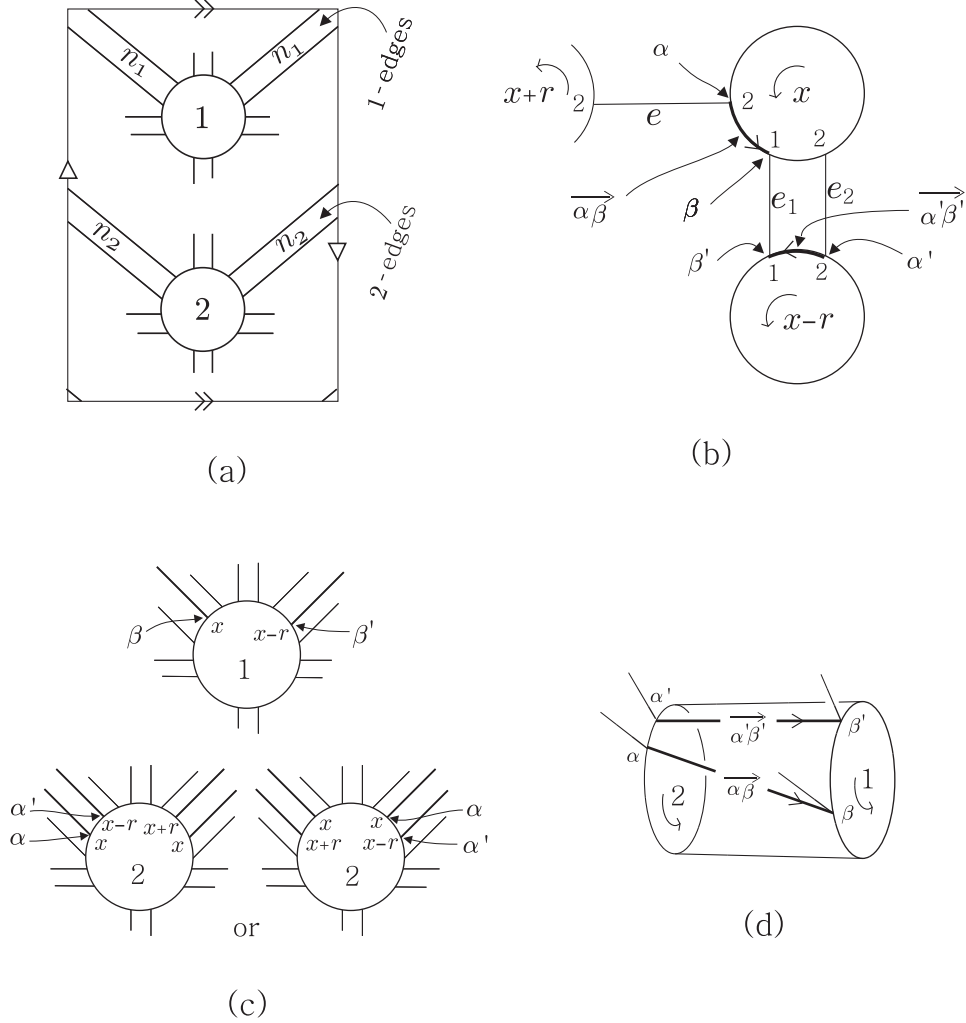 n₁ n₁
1-edges
1
n₂ n₂
2-edges
2
(a)
α
x+r 2 e 2 x
1 2
αβ→ β e₁ e₂ α'β'→
β' 1 2 α'
x−r
(b)
β x x−r β'
1
α' x−r x+r x x α
α x x x+r x−r α'
2 2
or
(c)
α' α'β'→ β'
α αβ→ β
2 1
(d)